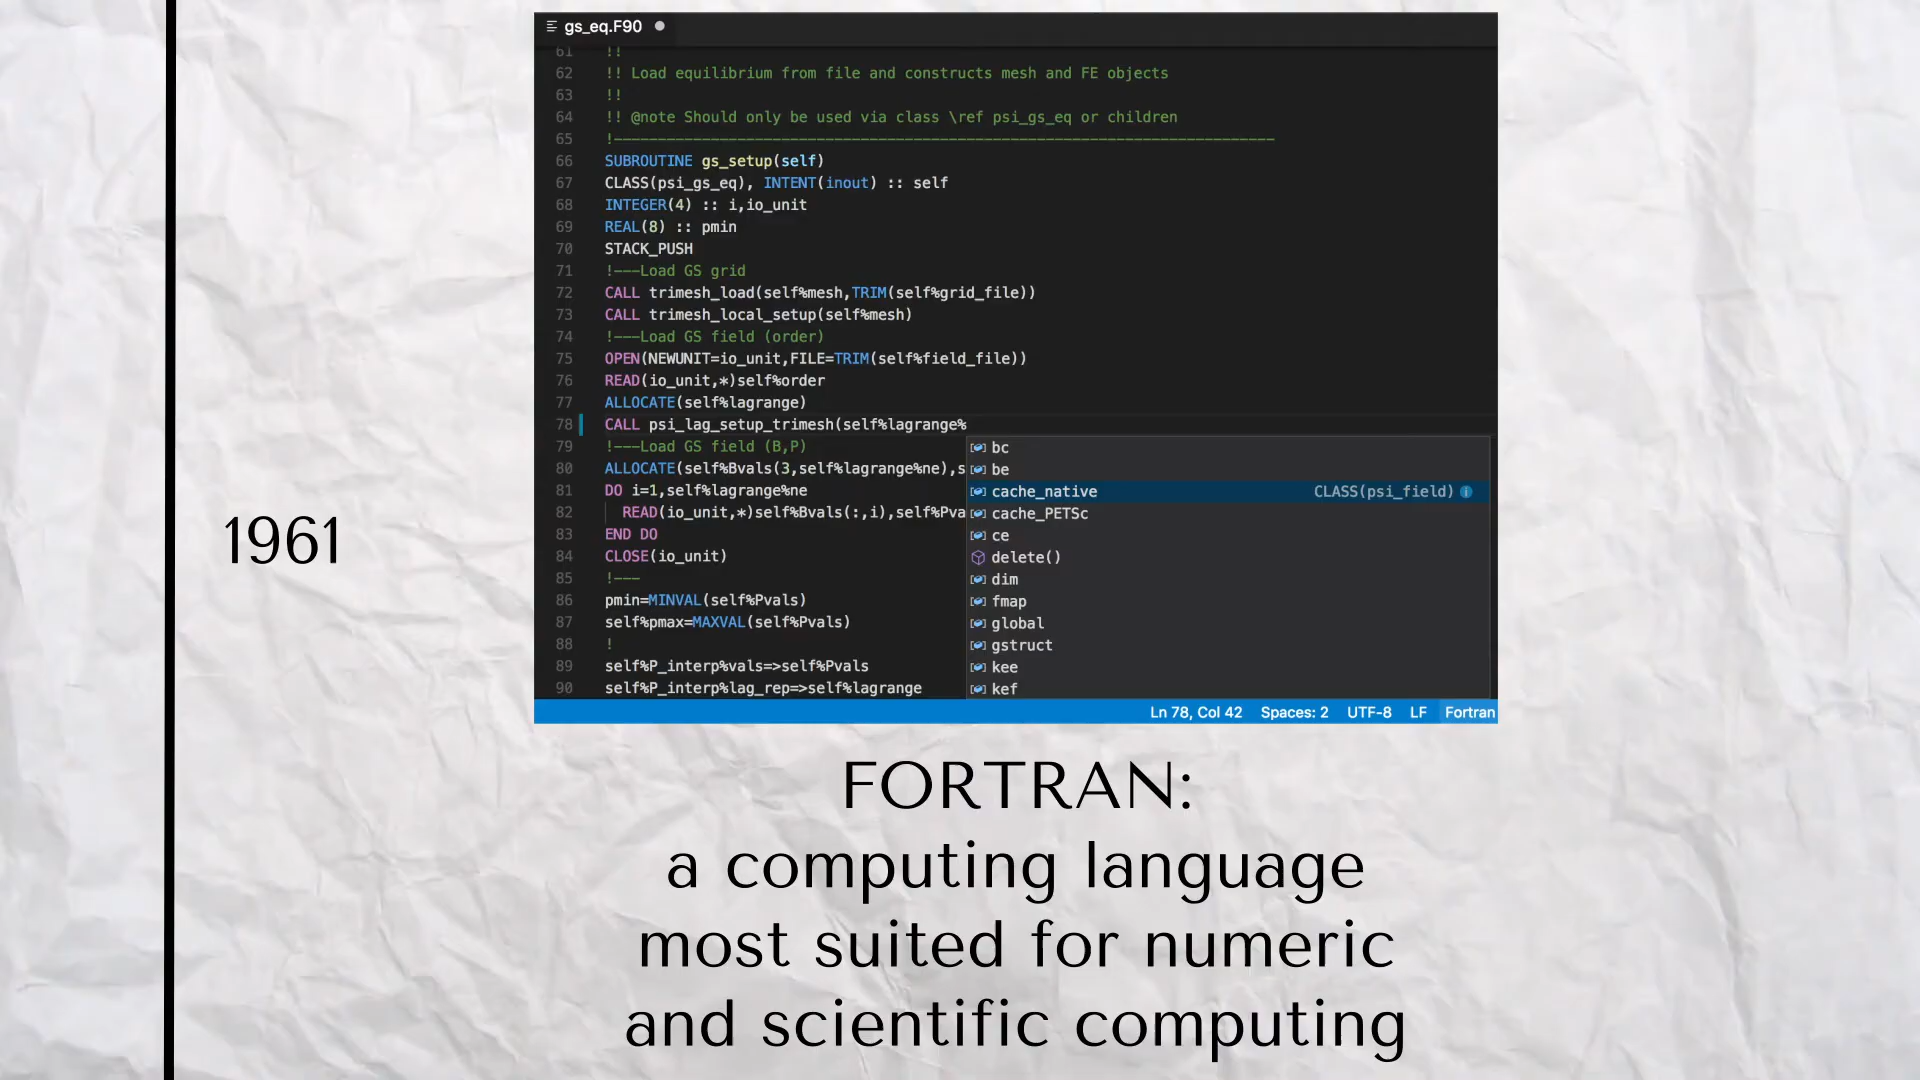 gs_eq.F90
61 !!
62 !! Load equilibrium from file and constructs mesh and FE objects
63 !!
64 !! @note Should only be used via class \ref psi_gs_eq or children
65 !---------------------------------------------------------------------------
66 SUBROUTINE gs_setup(self)
67 CLASS(psi_gs_eq), INTENT(inout) :: self
68 INTEGER(4) :: i,io_unit
69 REAL(8) :: pmin
70 STACK_PUSH
71 !---Load GS grid
72 CALL trimesh_load(self%mesh,TRIM(self%grid_file))
73 CALL trimesh_local_setup(self%mesh)
74 !---Load GS field (order)
75 OPEN(NEWUNIT=io_unit,FILE=TRIM(self%field_file))
76 READ(io_unit,*)self%order
77 ALLOCATE(self%lagrange)
78 CALL psi_lag_setup_trimesh(self%lagrange%
79 !---Load GS field (B,P)
80 ALLOCATE(self%Bvals(3,self%lagrange%ne),s
81 DO i=1,self%lagrange%ne
82 READ(io_unit,*)self%Bvals(:,i),self%Pva
83 END DO
84 CLOSE(io_unit)
85 !---
86 pmin=MINVAL(self%Pvals)
87 self%pmax=MAXVAL(self%Pvals)
88 !
89 self%P_interp%vals=>self%Pvals
90 self%P_interp%lag_rep=>self%lagrange
bc
be
cache_native CLASS(psi_field)
cache_PETSc
ce
delete()
dim
fmap
global
gstruct
kee
kef
Ln 78, Col 42 Spaces: 2 UTF-8 LF Fortran
1961
FORTRAN:
a computing language
most suited for numeric
and scientific computing